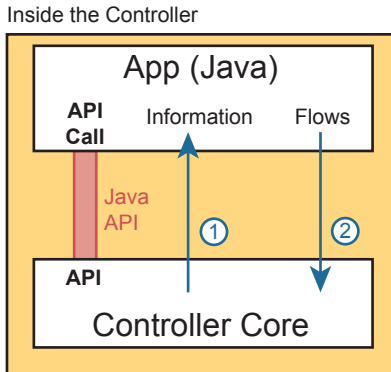 Inside the Controller
App (Java)
API
Call
Information
Flows
Java
API
1
2
API
Controller Core